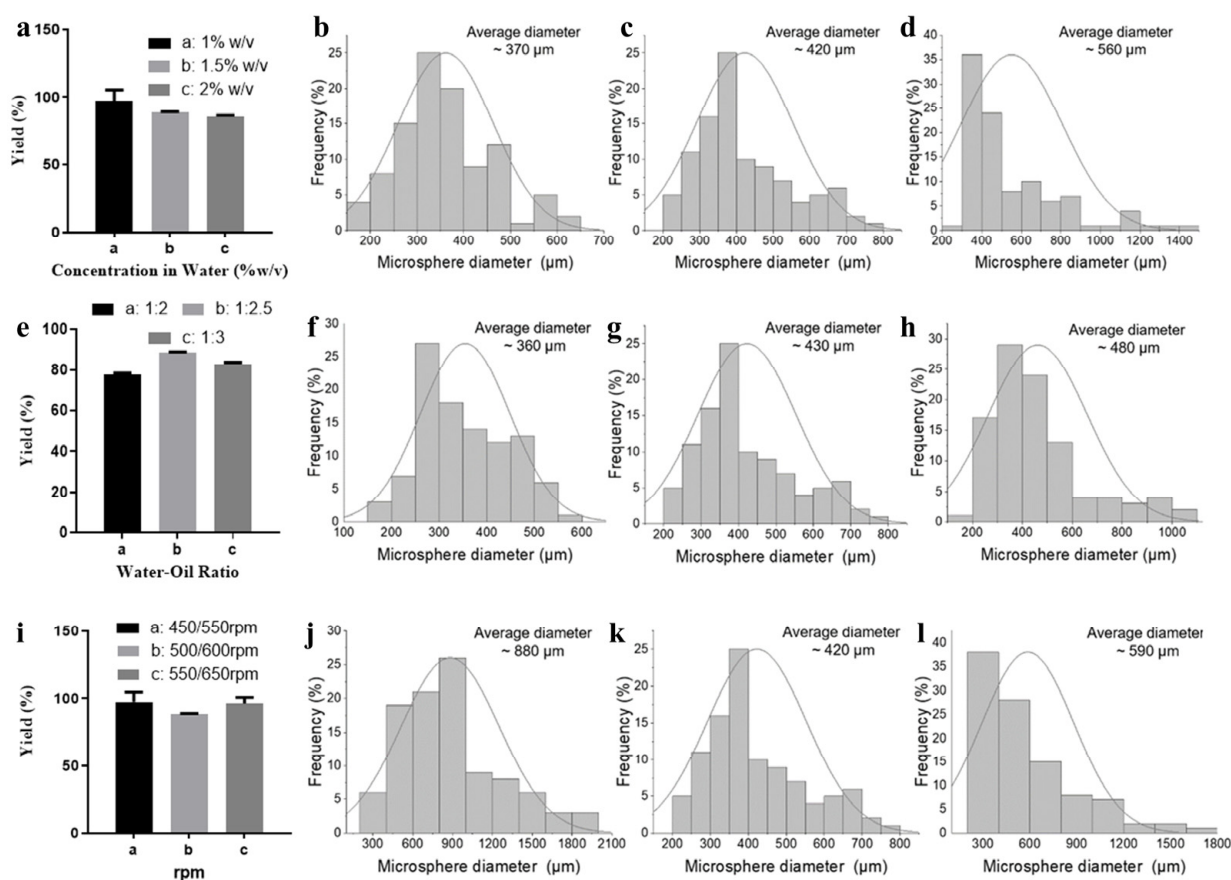 a
150
100
50
0
Yield (%)
a: 1% w/v
b: 1.5% w/v
c: 2% w/v
a b c
Concentration in Water (%w/v)
b
Average diameter
~ 370 µm
Frequency (%)
30
25
20
15
10
5
0
200 300 400 500 600 700
Microsphere diameter (µm)
c
Average diameter
~ 420 µm
Frequency (%)
30
25
20
15
10
5
0
200 300 400 500 600 700 800
Microsphere diameter (µm)
d
Average diameter
~ 560 µm
Frequency (%)
40
35
30
25
20
15
10
5
0
200 400 600 800 1000 1200 1400
Microsphere diameter (µm)
e
a: 1:2 b: 1:2.5
c: 1:3
100
80
60
40
20
0
Yield (%)
a b c
Water-Oil Ratio
f
Average diameter
~ 360 µm
Frequency (%)
30
25
20
15
10
5
0
100 200 300 400 500 600
Microsphere diameter (µm)
g
Average diameter
~ 430 µm
Frequency (%)
30
25
20
15
10
5
0
200 300 400 500 600 700 800
Microsphere diameter (µm)
h
Average diameter
~ 480 µm
Frequency (%)
35
30
25
20
15
10
5
0
200 400 600 800 1000
Microsphere diameter (µm)
i
150
100
50
0
Yield (%)
a: 450/550rpm
b: 500/600rpm
c: 550/650rpm
a b c
rpm
j
Average diameter
~ 880 µm
Frequency (%)
30
25
20
15
10
5
0
300 600 900 1200 1500 1800 2100
Microsphere diameter (µm)
k
Average diameter
~ 420 µm
Frequency (%)
30
25
20
15
10
5
0
200 300 400 500 600 700 800
Microsphere diameter (µm)
l
Average diameter
~ 590 µm
Frequency (%)
40
35
30
25
20
15
10
5
0
300 600 900 1200 1500 1800
Microsphere diameter (µm)